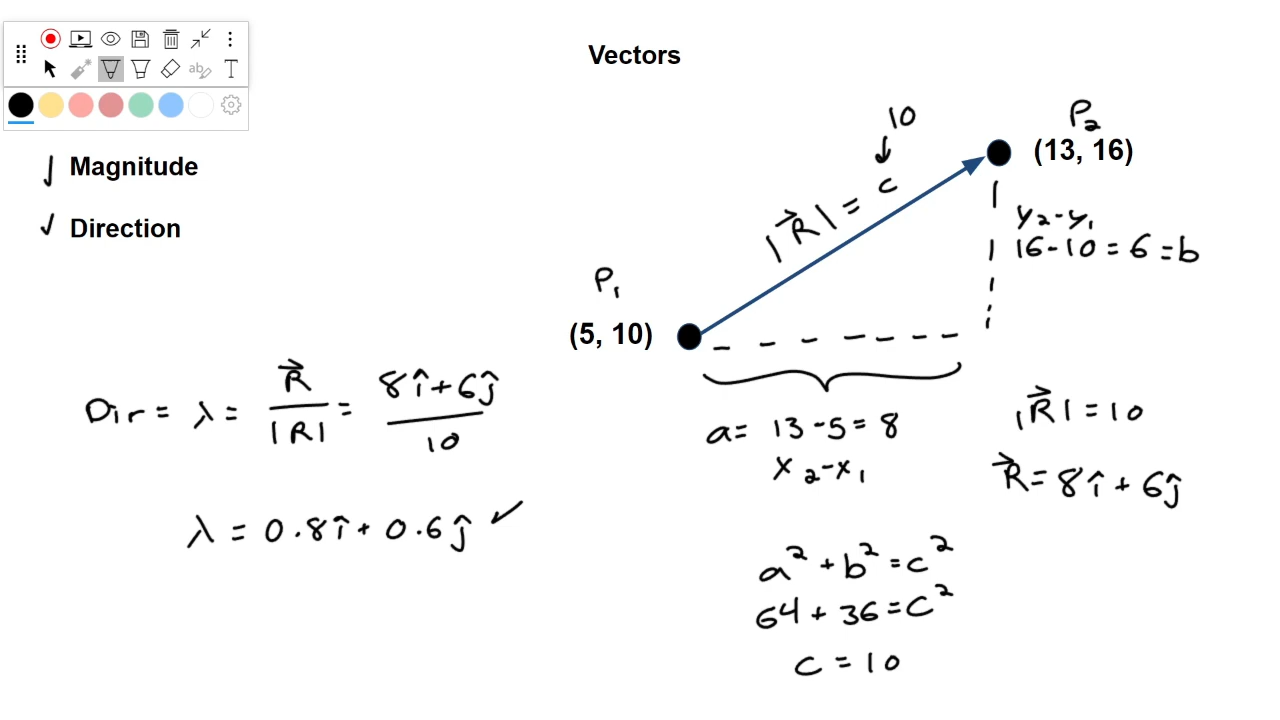 Vectors
ab
T
Magnitude
Direction
10
c
|R⃗| =
P₂
(13, 16)
y₂-y₁
16-10 = 6 = b
P₁
(5, 10)
a = 13 - 5 = 8
x₂-x₁
|R⃗| = 10
R⃗ = 8î + 6ĵ
Dir = λ = R⃗/|R| = 8î+6ĵ/10
λ = 0.8î + 0.6ĵ ✓
a² + b² = c²
64 + 36 = c²
c = 10